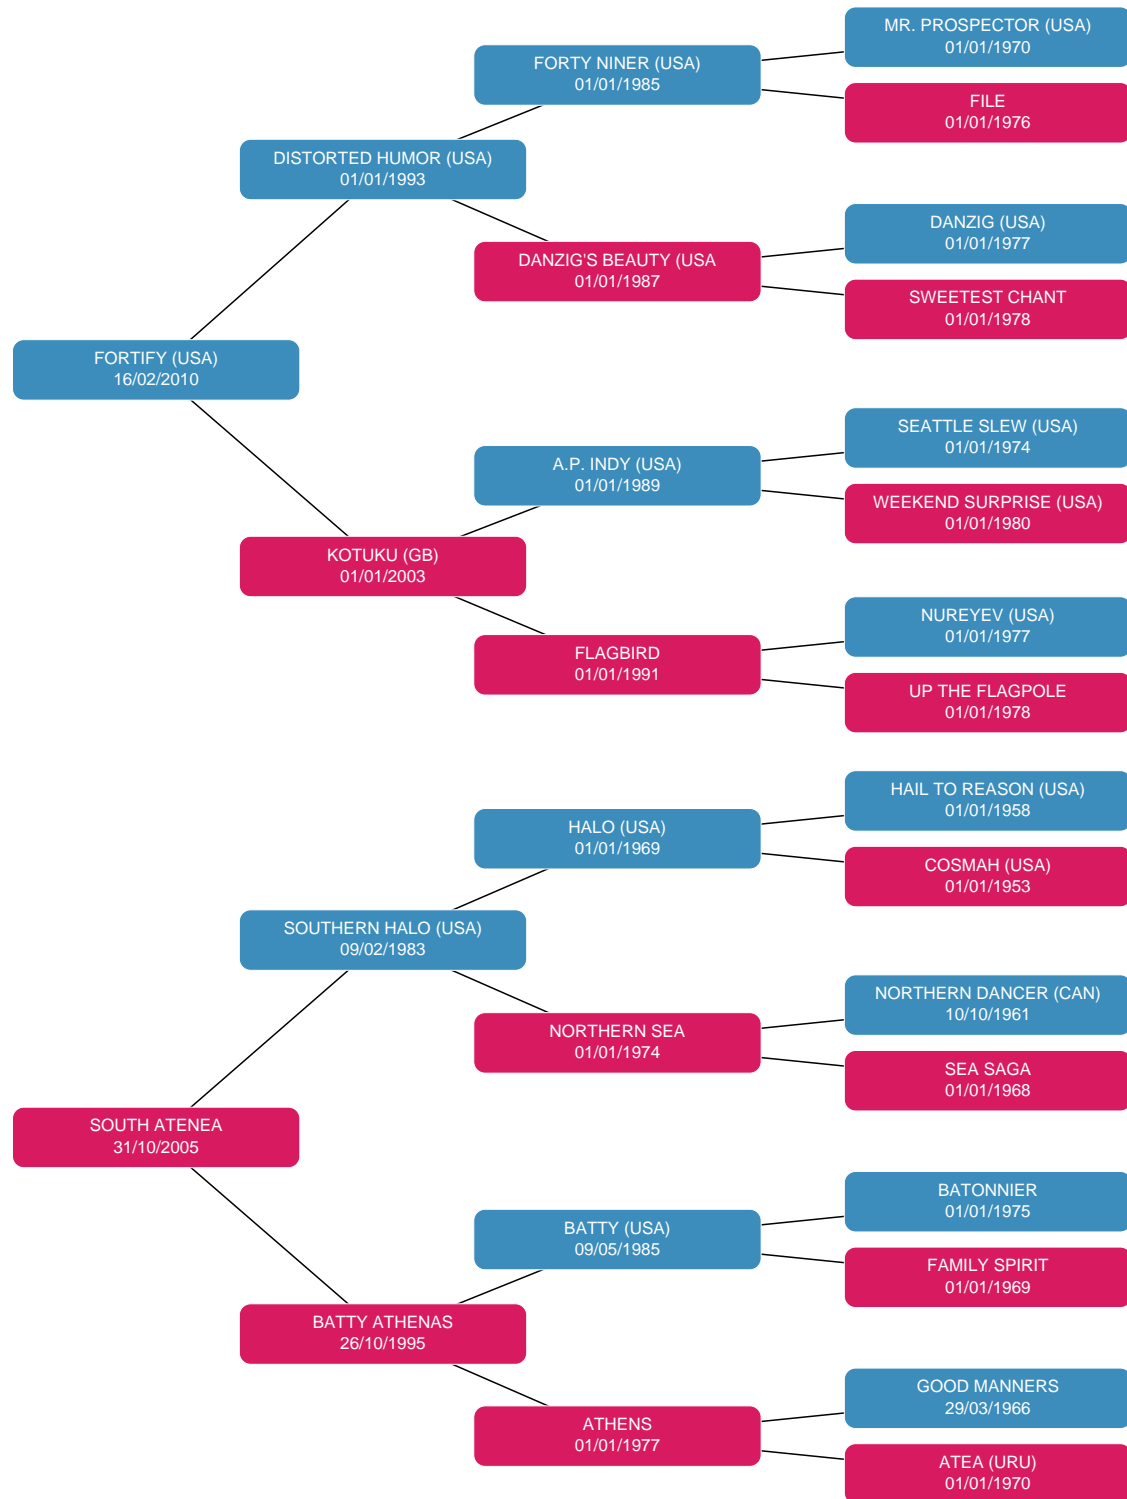 MR. PROSPECTOR (USA)
01/01/1970
FORTY NINER (USA)
01/01/1985
FILE
01/01/1976
DISTORTED HUMOR (USA)
01/01/1993
DANZIG (USA)
01/01/1977
DANZIG'S BEAUTY (USA
01/01/1987
SWEETEST CHANT
01/01/1978
FORTIFY (USA)
16/02/2010
SEATTLE SLEW (USA)
01/01/1974
A.P. INDY (USA)
01/01/1989
WEEKEND SURPRISE (USA)
01/01/1980
KOTUKU (GB)
01/01/2003
NUREYEV (USA)
01/01/1977
FLAGBIRD
01/01/1991
UP THE FLAGPOLE
01/01/1978
HAIL TO REASON (USA)
01/01/1958
HALO (USA)
01/01/1969
COSMAH (USA)
01/01/1953
SOUTHERN HALO (USA)
09/02/1983
NORTHERN DANCER (CAN)
10/10/1961
NORTHERN SEA
01/01/1974
SEA SAGA
01/01/1968
SOUTH ATENEA
31/10/2005
BATONNIER
01/01/1975
BATTY (USA)
09/05/1985
FAMILY SPIRIT
01/01/1969
BATTY ATHENAS
26/10/1995
GOOD MANNERS
29/03/1966
ATHENS
01/01/1977
ATEA (URU)
01/01/1970